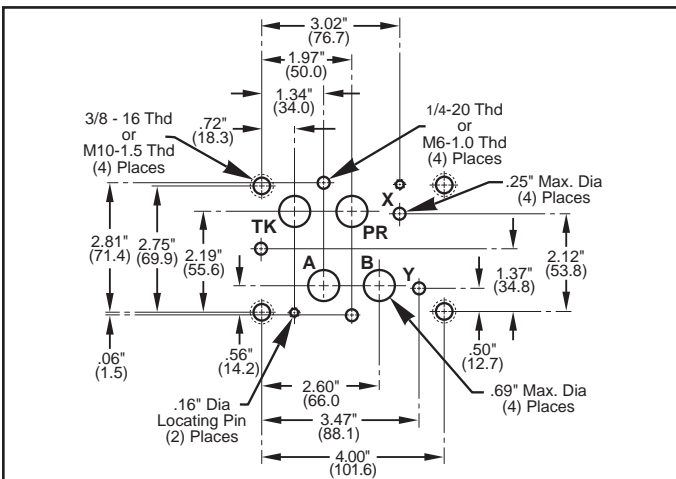 3.02"
(76.7)
1.97"
(50.0)
1.34"
(34.0)
.72"
(18.3)
3/8 - 16 Thd
or
M10-1.5 Thd
(4) Places
1/4-20 Thd
or
M6-1.0 Thd
(4) Places
.25" Max. Dia
(4) Places
X
TK
PR
A
B
Y
2.81"
(71.4)
2.75"
(69.9)
2.19"
(55.6)
1.37"
(34.8)
2.12"
(53.8)
.06"
(1.5)
.56"
(14.2)
.50"
(12.7)
.16" Dia
Locating Pin
(2) Places
2.60"
(66.0
3.47"
(88.1)
4.00"
(101.6)
.69" Max. Dia
(4) Places